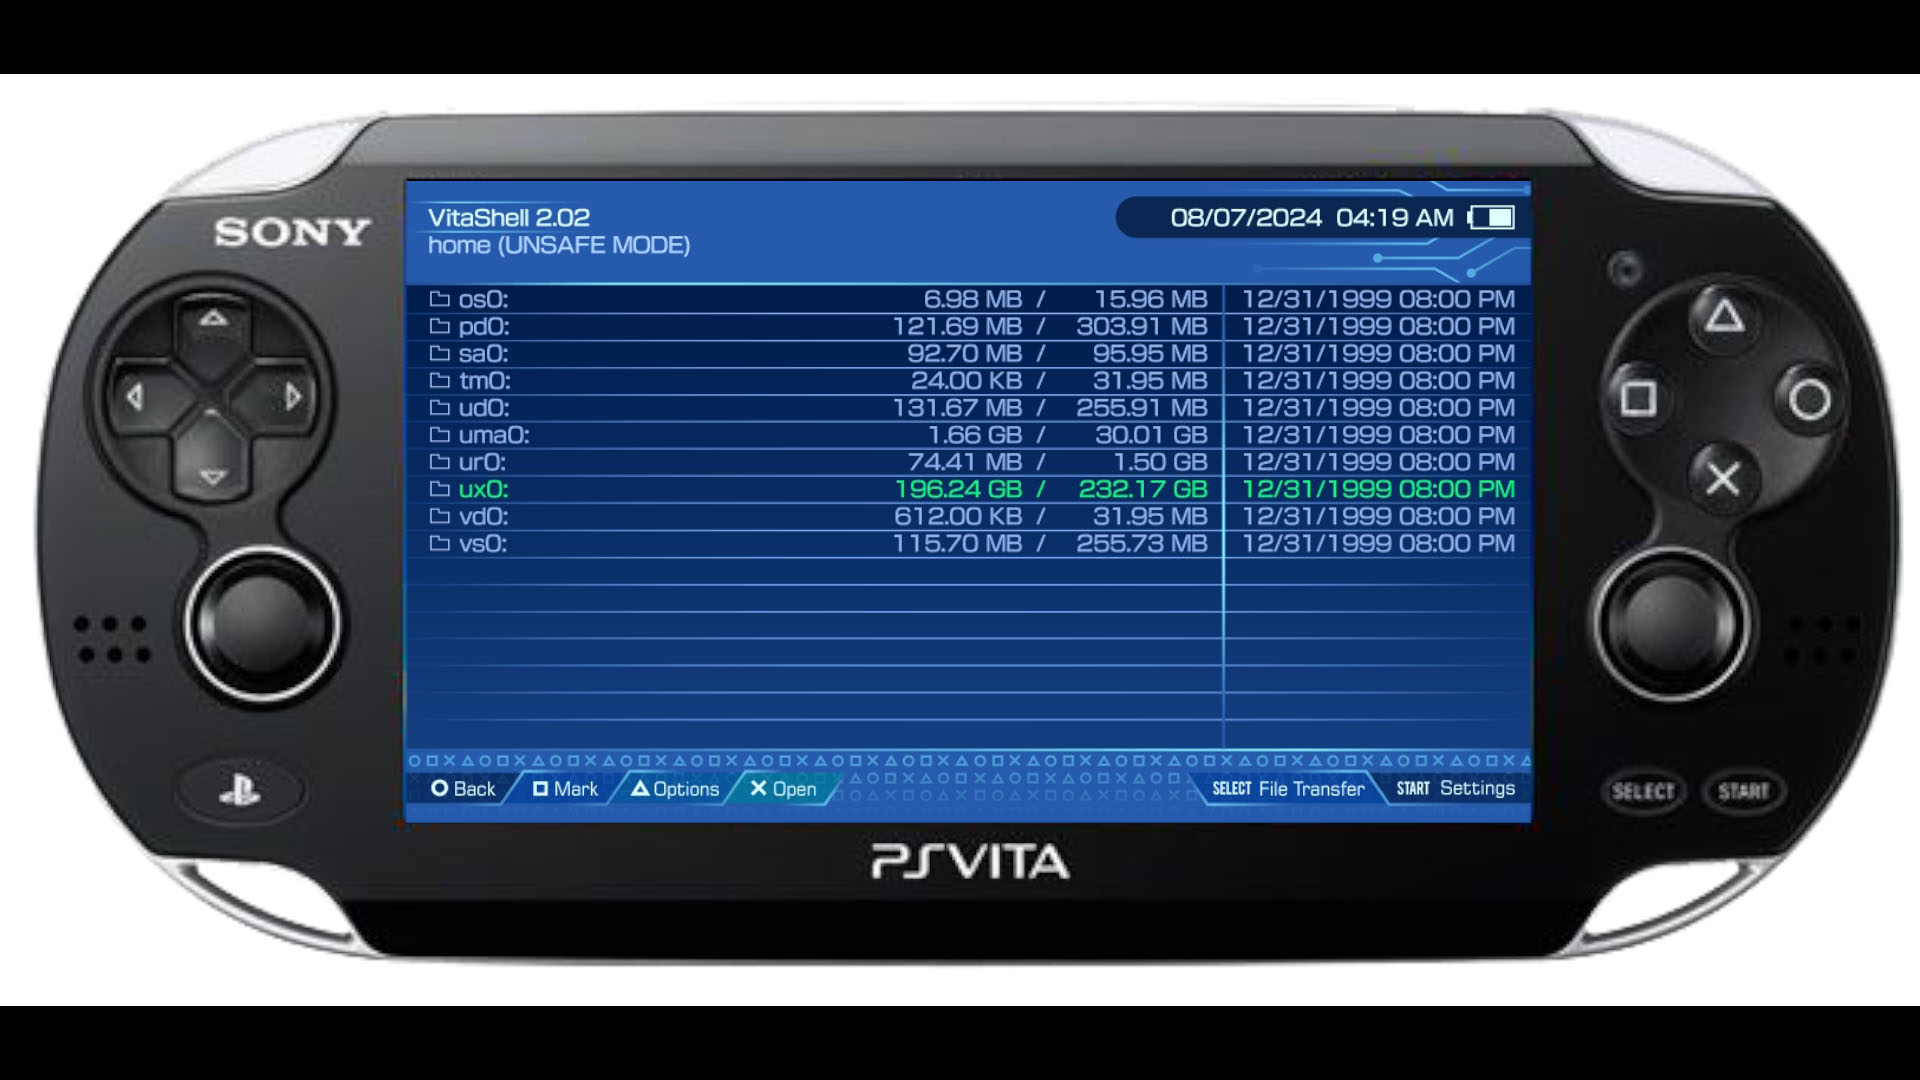 SONY
VitaShell 2.02
08/07/2024 04:19 AM
home (UNSAFE MODE)
os0: 6.98 MB / 15.96 MB 12/31/1999 08:00 PM
pd0: 121.69 MB / 303.91 MB 12/31/1999 08:00 PM
sa0: 92.70 MB / 95.95 MB 12/31/1999 08:00 PM
tm0: 24.00 KB / 31.95 MB 12/31/1999 08:00 PM
ud0: 131.67 MB / 255.91 MB 12/31/1999 08:00 PM
uma0: 1.66 GB / 30.01 GB 12/31/1999 08:00 PM
ur0: 74.41 MB / 1.50 GB 12/31/1999 08:00 PM
ux0: 196.24 GB / 232.17 GB 12/31/1999 08:00 PM
vd0: 612.00 KB / 31.95 MB 12/31/1999 08:00 PM
vs0: 115.70 MB / 255.73 MB 12/31/1999 08:00 PM
Back Mark Options Open SELECT File Transfer START Settings
SELECT START
PSVITA